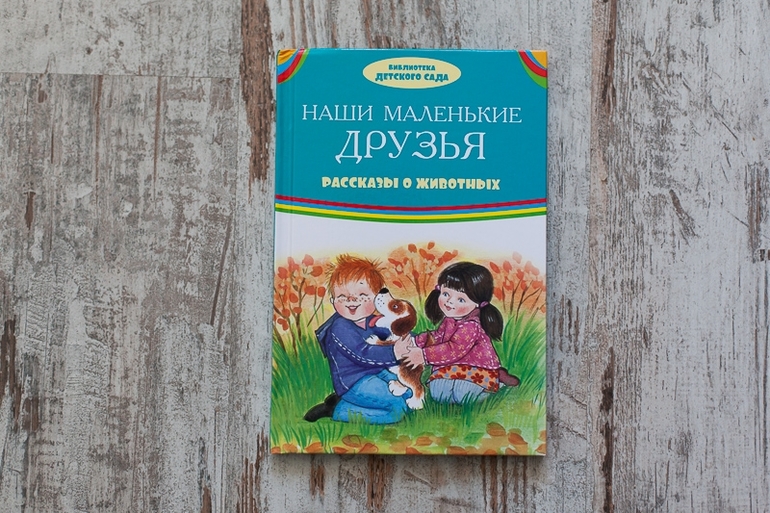 БИБЛИОТЕКА
ДЕТСКОГО САДА
НАШИ МАЛЕНЬКИЕ
ДРУЗЬЯ
РАССКАЗЫ О ЖИВОТНЫХ